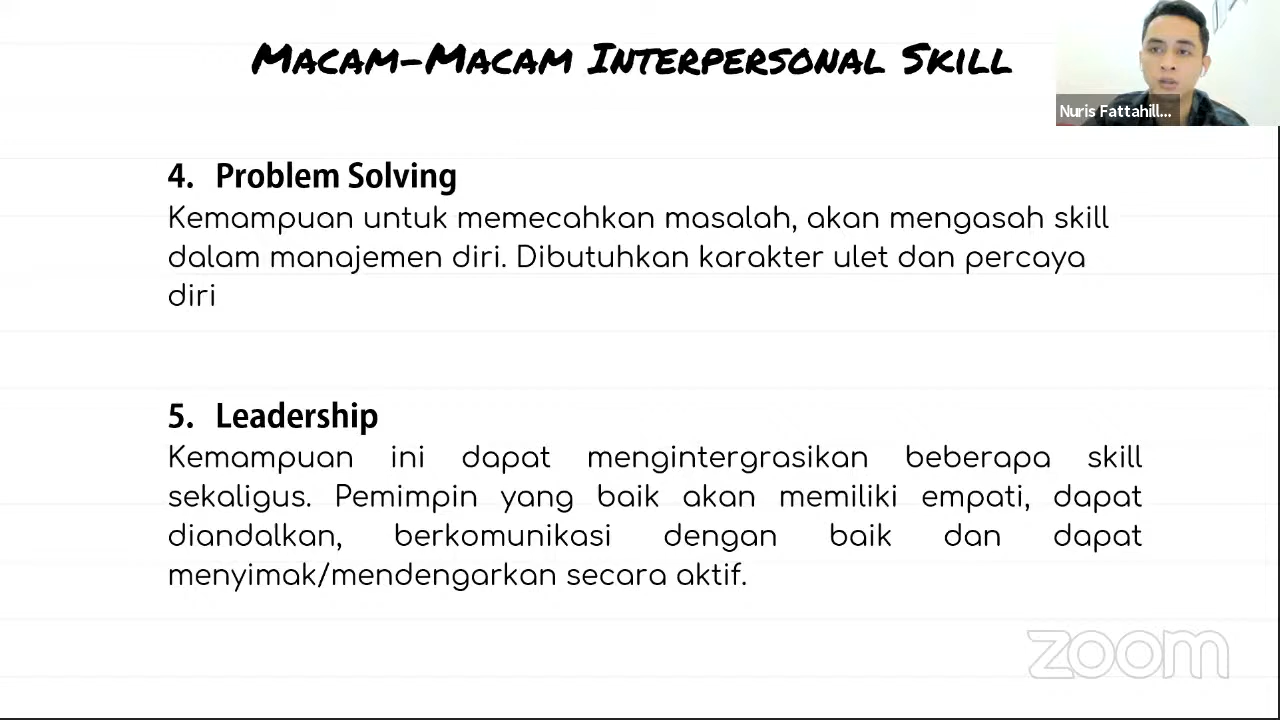 Macam-Macam Interpersonal Skill
Nuris Fattahill...
4. Problem Solving
Kemampuan untuk memecahkan masalah, akan mengasah skill
dalam manajemen diri. Dibutuhkan karakter ulet dan percaya
diri
5. Leadership
Kemampuan ini dapat mengintergrasikan beberapa skill
sekaligus. Pemimpin yang baik akan memiliki empati, dapat
diandalkan, berkomunikasi dengan baik dan dapat
menyimak/mendengarkan secara aktif.
zoom